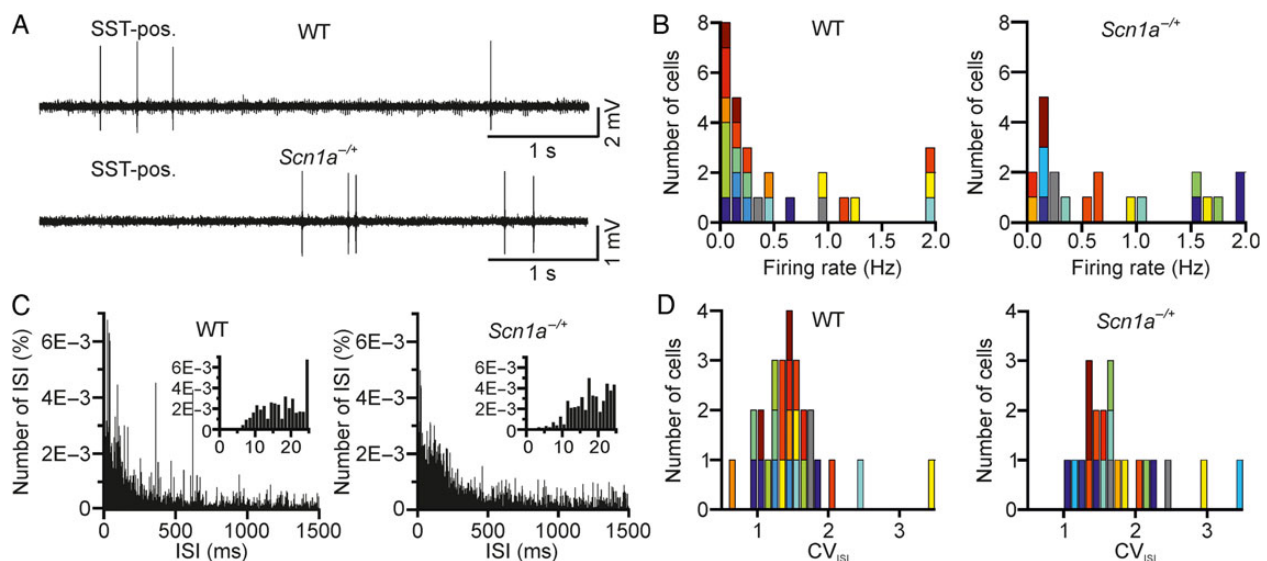 A
SST-pos.
WT
2 mV
1 s
SST-pos.
Scn1a−/+
1 mV
1 s
B
WT
Number of cells
8
6
4
2
0
0.0 0.5 1.0 1.5 2.0
Firing rate (Hz)
Scn1a−/+
Number of cells
8
6
4
2
0
0.0 0.5 1.0 1.5 2.0
Firing rate (Hz)
C
WT
Number of ISI (%)
6E−3
4E−3
2E−3
0
0 500 1000 1500
ISI (ms)
6E−3
4E−3
2E−3
0
0 10 20
Scn1a−/+
Number of ISI (%)
6E−3
4E−3
2E−3
0
0 500 1000 1500
ISI (ms)
6E−3
4E−3
2E−3
0
0 10 20
D
WT
Number of cells
4
3
2
1
0
1 2 3
CVISI
Scn1a−/+
Number of cells
4
3
2
1
0
1 2 3
CVISI